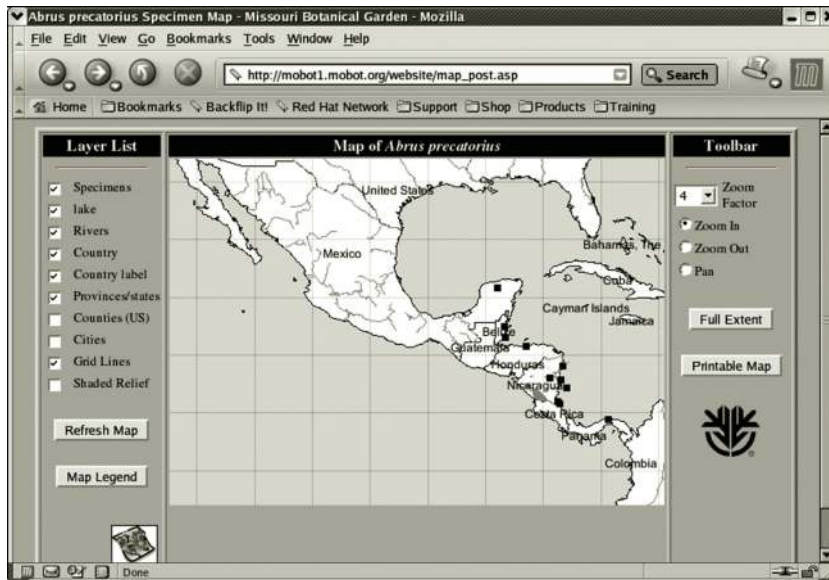 Abrus precatorius Specimen Map - Missouri Botanical Garden - Mozilla
File Edit View Go Bookmarks Tools Window Help
http://mobot1.mobot.org/website/map_post.asp Search
Home Bookmarks Backflip It! Red Hat Network Support Shop Products Training
Layer List
Specimens
lake
Rivers
Country
Country label
Provinces/states
Counties (US)
Cities
Grid Lines
Shaded Relief
Refresh Map
Map Legend
Map of Abrus precatorius
United States
Bahamas, The
Mexico
Cuba
Cayman Islands
Jamaica
Belize
Guatemala
Honduras
Nicaragua
Costa Rica
Panama
Colombia
Toolbar
4 Zoom
Factor
Zoom In
Zoom Out
Pan
Full Extent
Printable Map
Done